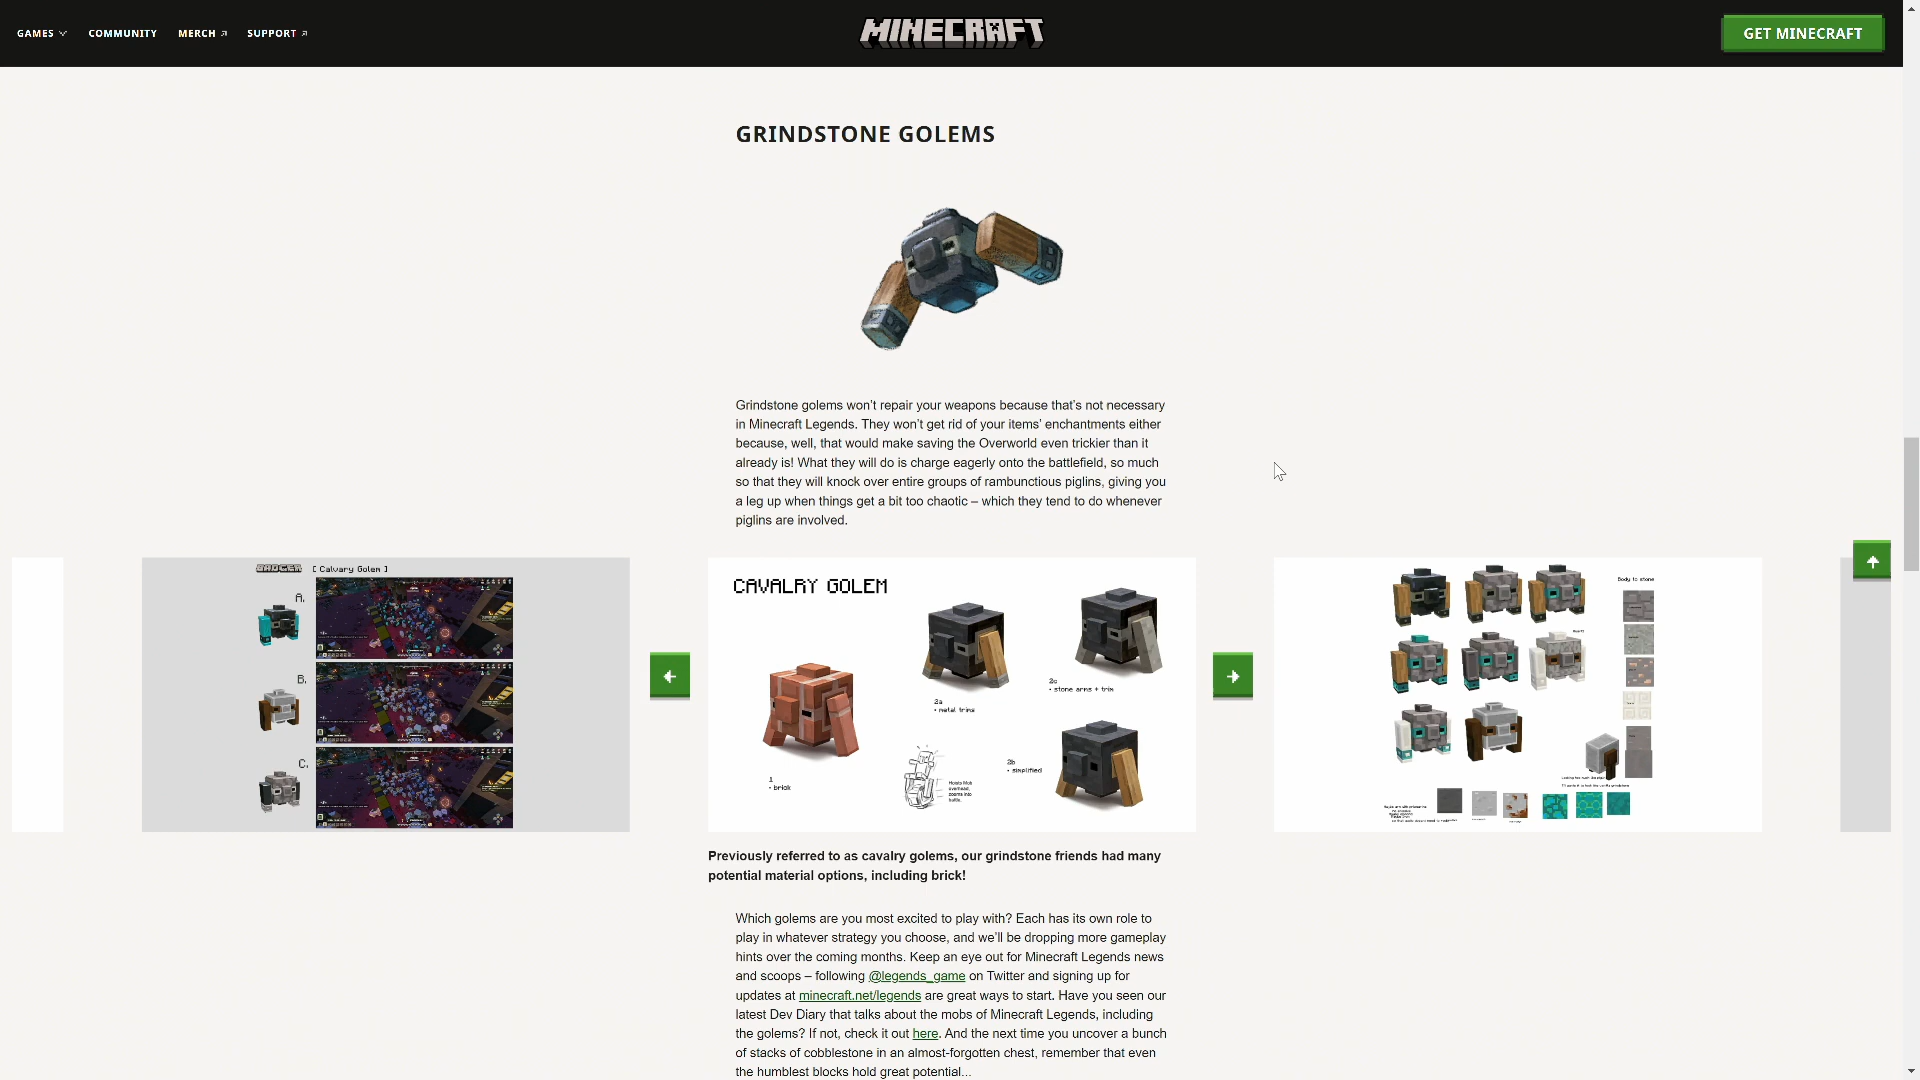 GAMES
COMMUNITY
MERCH
SUPPORT
MINECRAFT
GET MINECRAFT
GRINDSTONE GOLEMS
Grindstone golems won’t repair your weapons because that’s not necessary
in Minecraft Legends. They won’t get rid of your items’ enchantments either
because, well, that would make saving the Overworld even trickier than it
already is! What they will do is charge eagerly onto the battlefield, so much
so that they will knock over entire groups of rambunctious piglins, giving you
a leg up when things get a bit too chaotic – which they tend to do whenever
piglins are involved.
BADGER
[ Calvary Golem ]
A.
B.
C.
CAVALRY GOLEM
2c
• stone arms + trim
2a
• metal trims
2b
• simplified
1
• brick
Hoists Mob
overhead,
zooms into
battle.
Body to stone
Previously referred to as cavalry golems, our grindstone friends had many
potential material options, including brick!
Which golems are you most excited to play with? Each has its own role to
play in whatever strategy you choose, and we’ll be dropping more gameplay
hints over the coming months. Keep an eye out for Minecraft Legends news
and scoops – following @legends_game on Twitter and signing up for
updates at minecraft.net/legends are great ways to start. Have you seen our
latest Dev Diary that talks about the mobs of Minecraft Legends, including
the golems? If not, check it out here. And the next time you uncover a bunch
of stacks of cobblestone in an almost-forgotten chest, remember that even
the humblest blocks hold great potential...